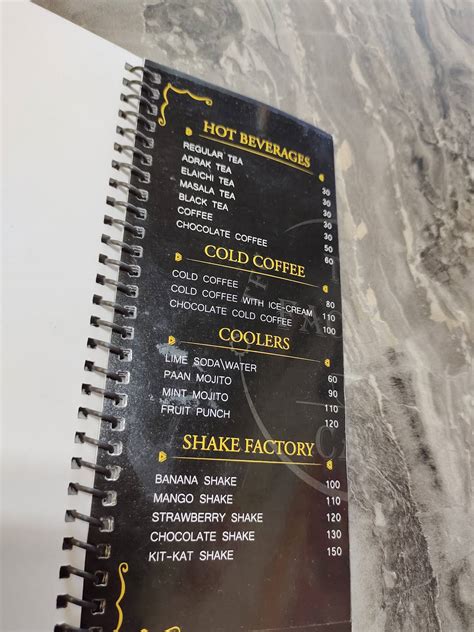 HOT BEVERAGES
REGULAR TEA 30
ADRAK TEA 30
ELAICHI TEA 30
MASALA TEA 30
BLACK TEA 30
COFFEE 50
CHOCOLATE COFFEE 60
COLD COFFEE
COLD COFFEE 80
COLD COFFEE WITH ICE-CREAM 110
CHOCOLATE COLD COFFEE 100
COOLERS
LIME SODA\WATER 60
PAAN MOJITO 90
MINT MOJITO 110
FRUIT PUNCH 120
SHAKE FACTORY
BANANA SHAKE 100
MANGO SHAKE 110
STRAWBERRY SHAKE 120
CHOCOLATE SHAKE 130
KIT-KAT SHAKE 150